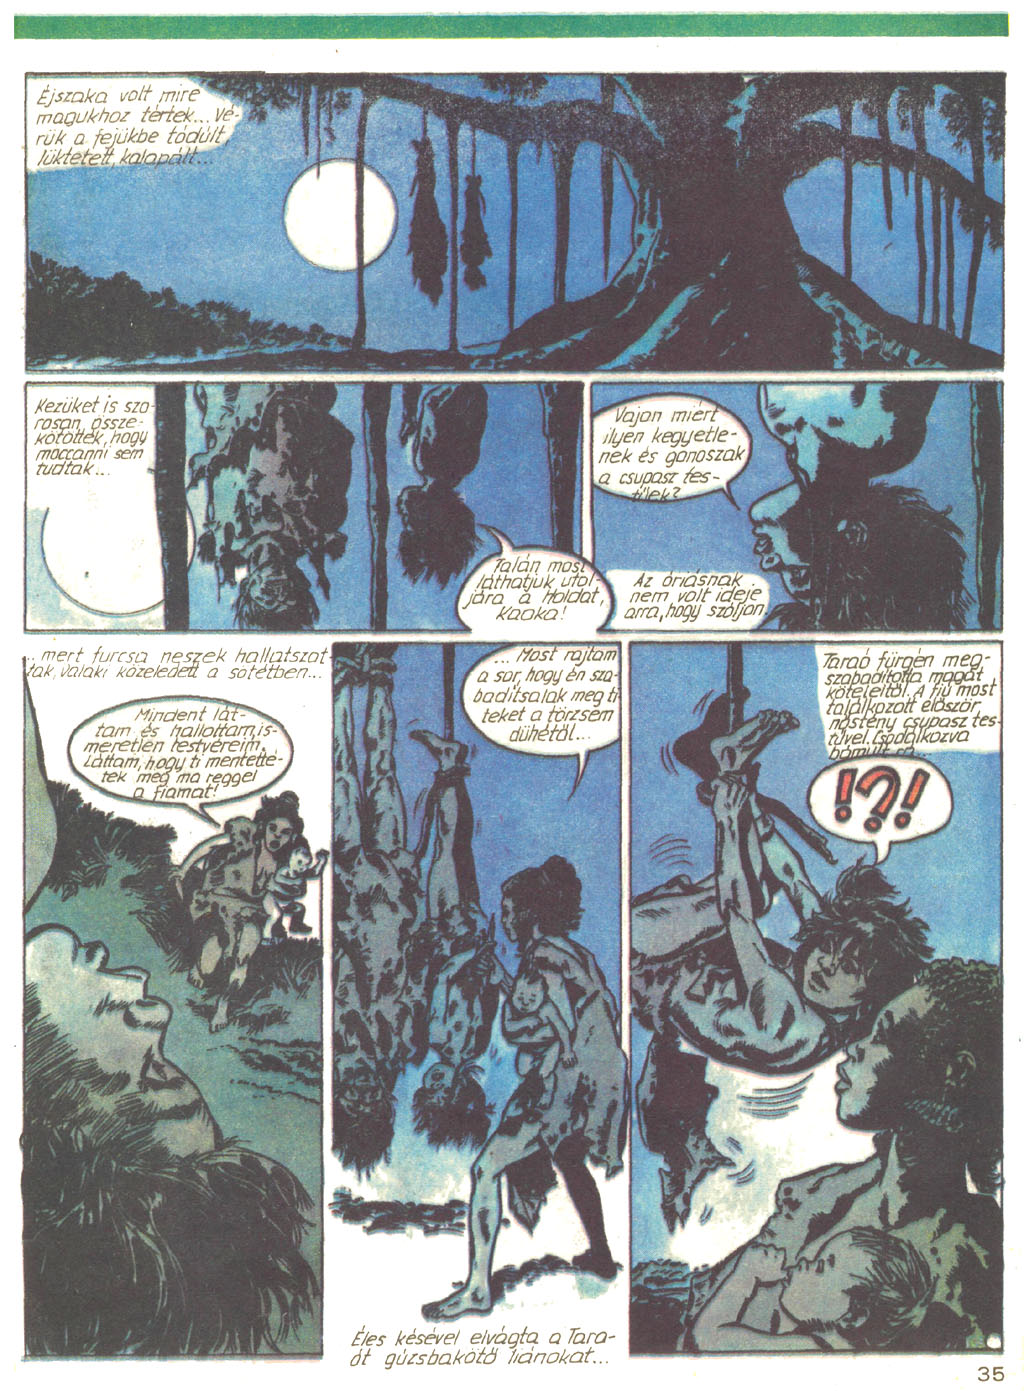 Éjszaka volt mire
magukhoz tértek... Vé-
rük a fejükbe tódult,
lüktetett, kalapált...
Kezüket is szo-
rosan össze-
kötötték, hogy
moccanni sem
tudtak...
Talán most
láthatjuk utol-
jára a Holdat,
Kaoka!
Vajon miért
ilyen kegyetle-
nek és gonoszak
a csupasz tes-
tűek?
Az óriásnak
nem volt ideje
arra, hogy szóljon,
... mert furcsa neszek hallatszot-
tak, valaki közeledett a sötétben...
Mindent lát-
tam és hallottam, is-
meretlen testvéreim.
Láttam, hogy ti mentette-
tek meg ma reggel
a fiamat!
... Most rajtam
a sor, hogy én sza-
badítsalak meg ti-
teket a törzsem
dühétől...
Éles késével elvágta a Tara-
ót gúzsbakötő liánokat...
Taraó fürgén meg-
szabadította magát
köteleitől. A fiú most
találkozott először
nőstény csupasz tes-
tűvel. Csodálkozva
bámult rá...
!?!
35